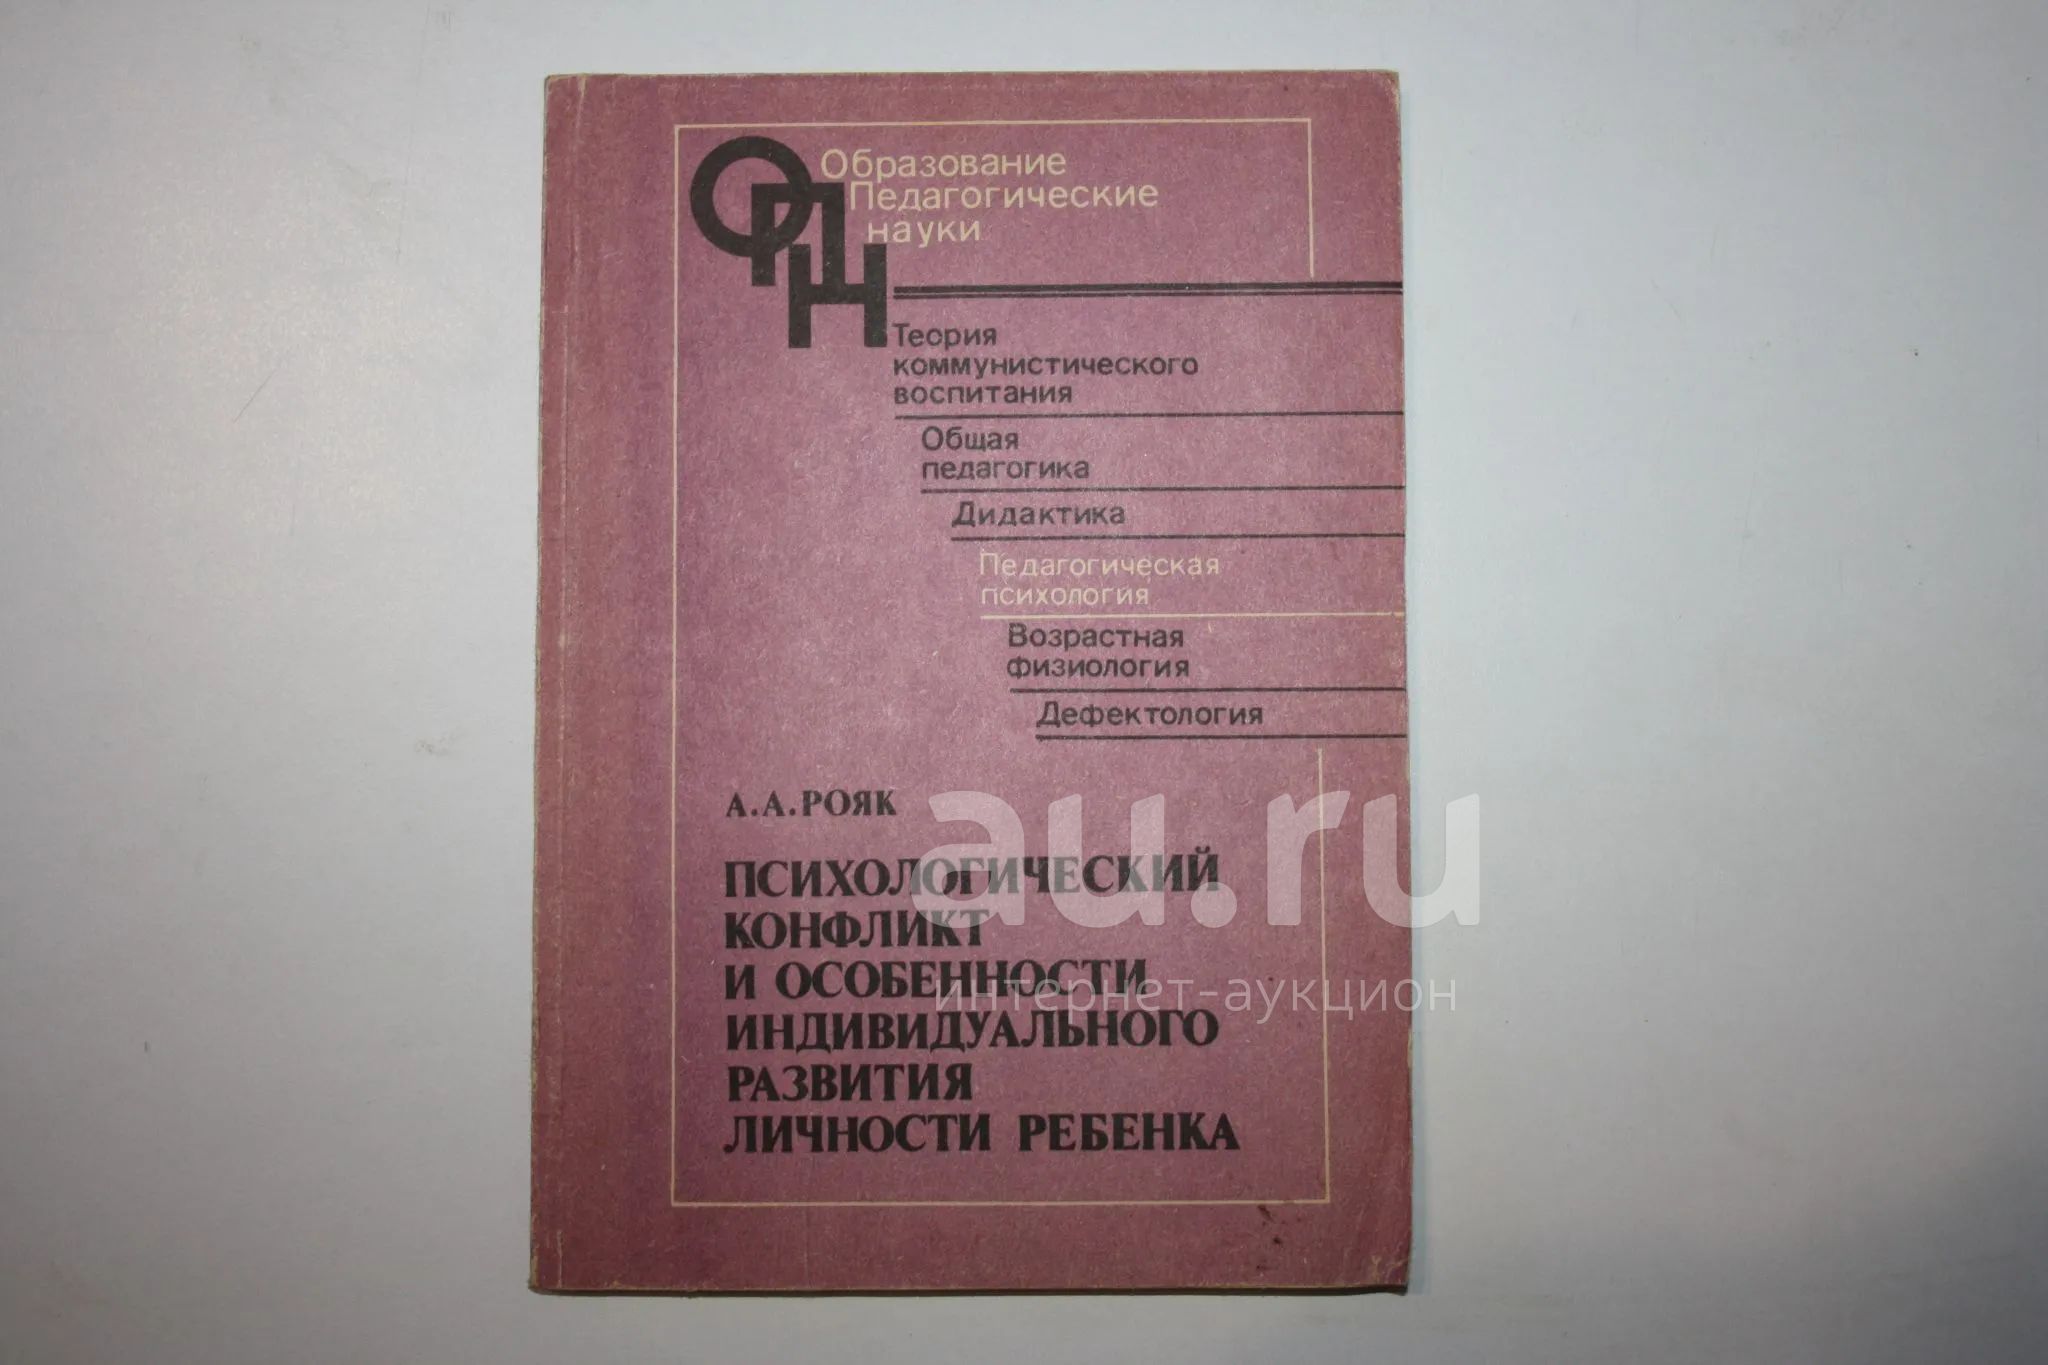 ОПН
Образование
Педагогические
науки
Теория
коммунистического
воспитания
Общая
педагогика
Дидактика
Педагогическая
психология
Возрастная
физиология
Дефектология
А.А.РОЯК
ПСИХОЛОГИЧЕСКИЙ
КОНФЛИКТ
И ОСОБЕННОСТИ
ИНДИВИДУАЛЬНОГО
РАЗВИТИЯ
ЛИЧНОСТИ РЕБЕНКА
au.ru
интернет-аукцион